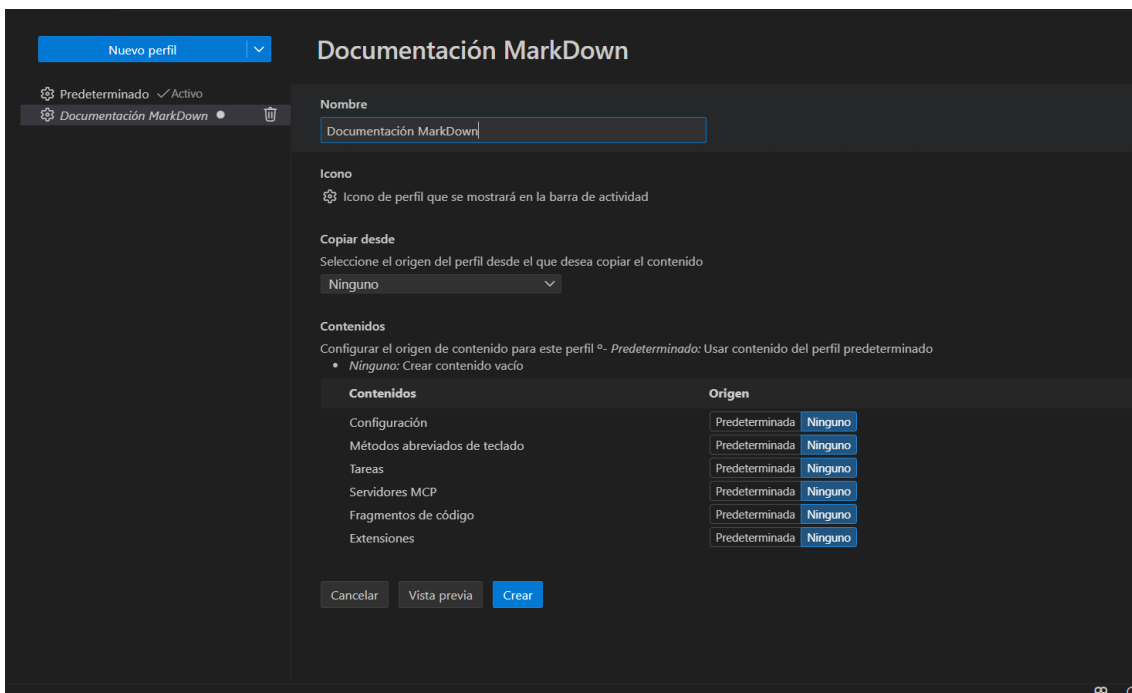 Nuevo perfil
Predeterminado Activo
Documentación MarkDown
Documentación MarkDown
Nombre
Documentación MarkDown
Icono
Icono de perfil que se mostrará en la barra de actividad
Copiar desde
Seleccione el origen del perfil desde el que desea copiar el contenido
Ninguno
Contenidos
Configurar el origen de contenido para este perfil º- Predeterminado: Usar contenido del perfil predeterminado
• Ninguno: Crear contenido vacío
Contenidos Origen
Configuración Predeterminada Ninguno
Métodos abreviados de teclado Predeterminada Ninguno
Tareas Predeterminada Ninguno
Servidores MCP Predeterminada Ninguno
Fragmentos de código Predeterminada Ninguno
Extensiones Predeterminada Ninguno
Cancelar Vista previa Crear